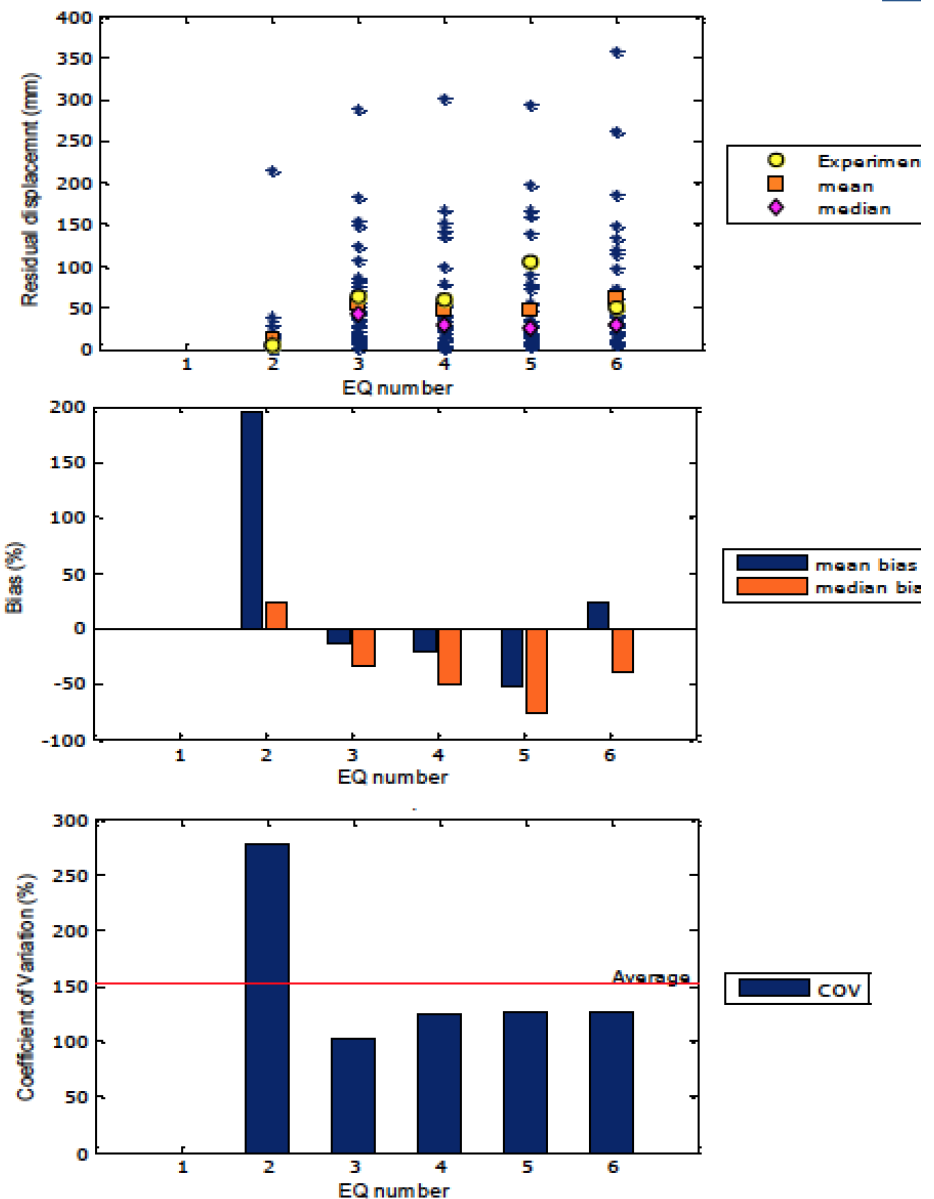 400
350
300
250
200
150
100
50
0
Residual displacemnt (mm)
1 2 3 4 5 6
EQ number
Experimen
mean
median
200
150
100
50
0
-50
-100
Bias (%)
1 2 3 4 5 6
EQ number
mean bias
median bia
300
250
200
150
100
50
0
Coefficient of Variation (%)
Average
1 2 3 4 5 6
EQ number
COV